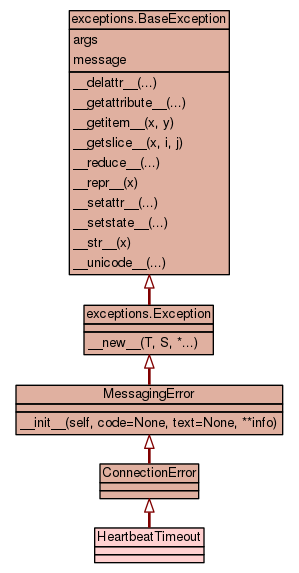 exceptions.BaseException
args
message
__delattr__(...)
__getattribute__(...)
__getitem__(x, y)
__getslice__(x, i, j)
__reduce__(...)
__repr__(x)
__setattr__(...)
__setstate__(...)
__str__(x)
__unicode__(...)
exceptions.Exception
__new__(T, S, *...)
MessagingError
__init__(self, code=None, text=None, **info)
ConnectionError
HeartbeatTimeout